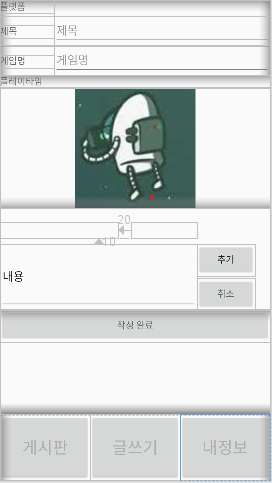 플랫폼
제목 제목
게임명 게임명
플레이타임
20
10
추가
내용
취소
작성 완료
게시판 글쓰기 내정보